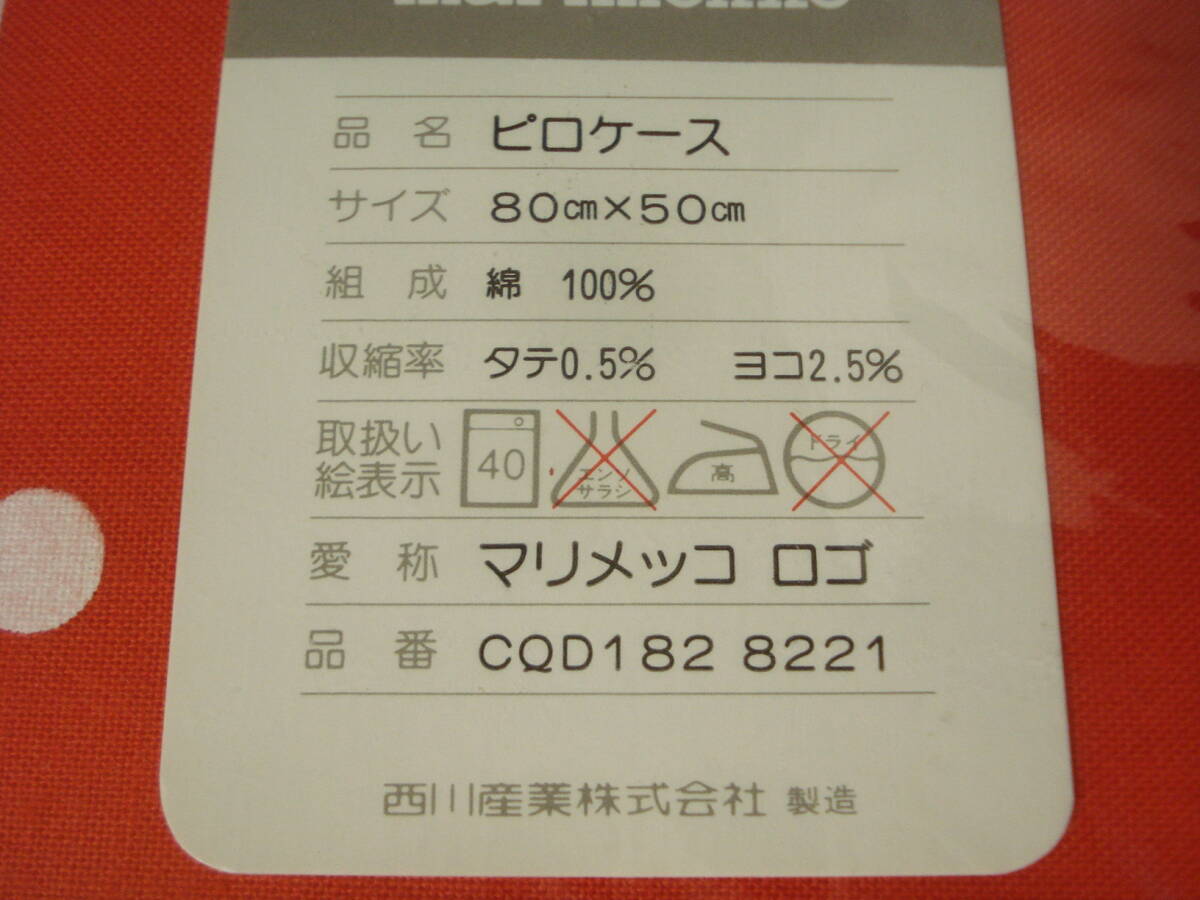 marimekko
品名 ピロケース
サイズ 80㎝×50㎝
組成 綿 100%
収縮率 タテ0.5% ヨコ2.5%
取扱い
絵表示
40 エンソサラシ 高 ドライ
愛称 マリメッコ ロゴ
品番 CQD182 8221
西川産業株式会社 製造